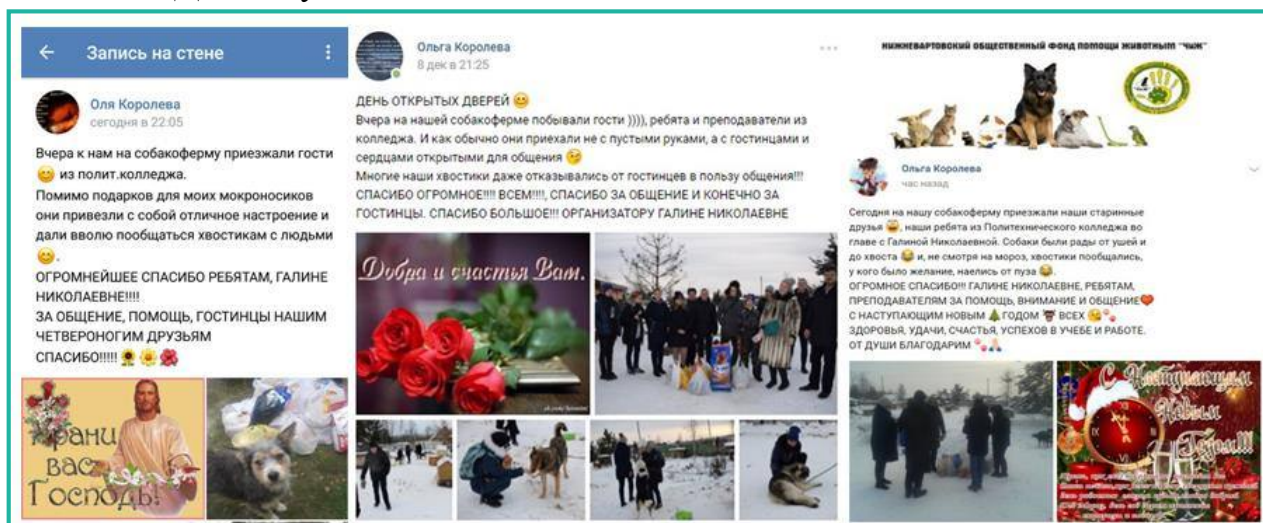 Запись на стене
Оля Королева
сегодня в 22:05
Вчера к нам на собакоферму приезжали гости
😊 из полит.колледжа.
Помимо подарков для моих мокроносиков
они привезли с собой отличное настроение и
дали вволю пообщаться хвостикам с людьми
😊.
ОГРОМНЕЙШЕЕ СПАСИБО РЕБЯТАМ, ГАЛИНЕ
НИКОЛАЕВНЕ!!!!
ЗА ОБЩЕНИЕ, ПОМОЩЬ, ГОСТИНЦЫ НАШИМ
ЧЕТВЕРОНОГИМ ДРУЗЬЯМ
СПАСИБО!!!!! 🌻🌼🌺
Храни
вас
Господь!
Ольга Королева
8 дек в 21:25
ДЕНЬ ОТКРЫТЫХ ДВЕРЕЙ 😊
Вчера на нашей собакоферме побывали гости )))), ребята и преподаватели из
колледжа. И как обычно они приехали не с пустыми руками, а с гостинцами и
сердцами открытыми для общения 😉
Многие наши хвостики даже отказывались от гостинцев в пользу общения!!!
СПАСИБО ОГРОМНОЕ!!!! ВСЕМ!!!!, СПАСИБО ЗА ОБЩЕНИЕ И КОНЕЧНО ЗА
ГОСТИНЦЫ. СПАСИБО БОЛЬШОЕ!!! ОРГАНИЗАТОРУ ГАЛИНЕ НИКОЛАЕВНЕ
Добра и счастья Вам.
НИЖНЕВАРТОВСКИЙ ОБЩЕСТВЕННЫЙ ФОНД ПОМОЩИ ЖИВОТНЫМ "ЧИЖ"
Ольга Королева
час назад
Сегодня на нашу собакоферму приезжали наши старинные
друзья 😀, наши ребята из Политехнического колледжа во
главе с Галиной Николаевной. Собаки были рады от ушей и
до хвоста 😂 и, не смотря на мороз, хвостики пообщались,
у кого было желание, наелись от пуза 😂.
ОГРОМНОЕ СПАСИБО!!! ГАЛИНЕ НИКОЛАЕВНЕ, РЕБЯТАМ,
ПРЕПОДАВАТЕЛЯМ ЗА ПОМОЩЬ, ВНИМАНИЕ И ОБЩЕНИЕ❤
С НАСТУПАЮЩИМ НОВЫМ 🎄ГОДОМ 🐕 ВСЕХ 😘🐾
ЗДОРОВЬЯ, УДАЧИ, СЧАСТЬЯ, УСПЕХОВ В УЧЕБЕ И РАБОТЕ.
ОТ ДУШИ БЛАГОДАРИМ 🐾🙏
С Наступающим
Новым
Годом!!!